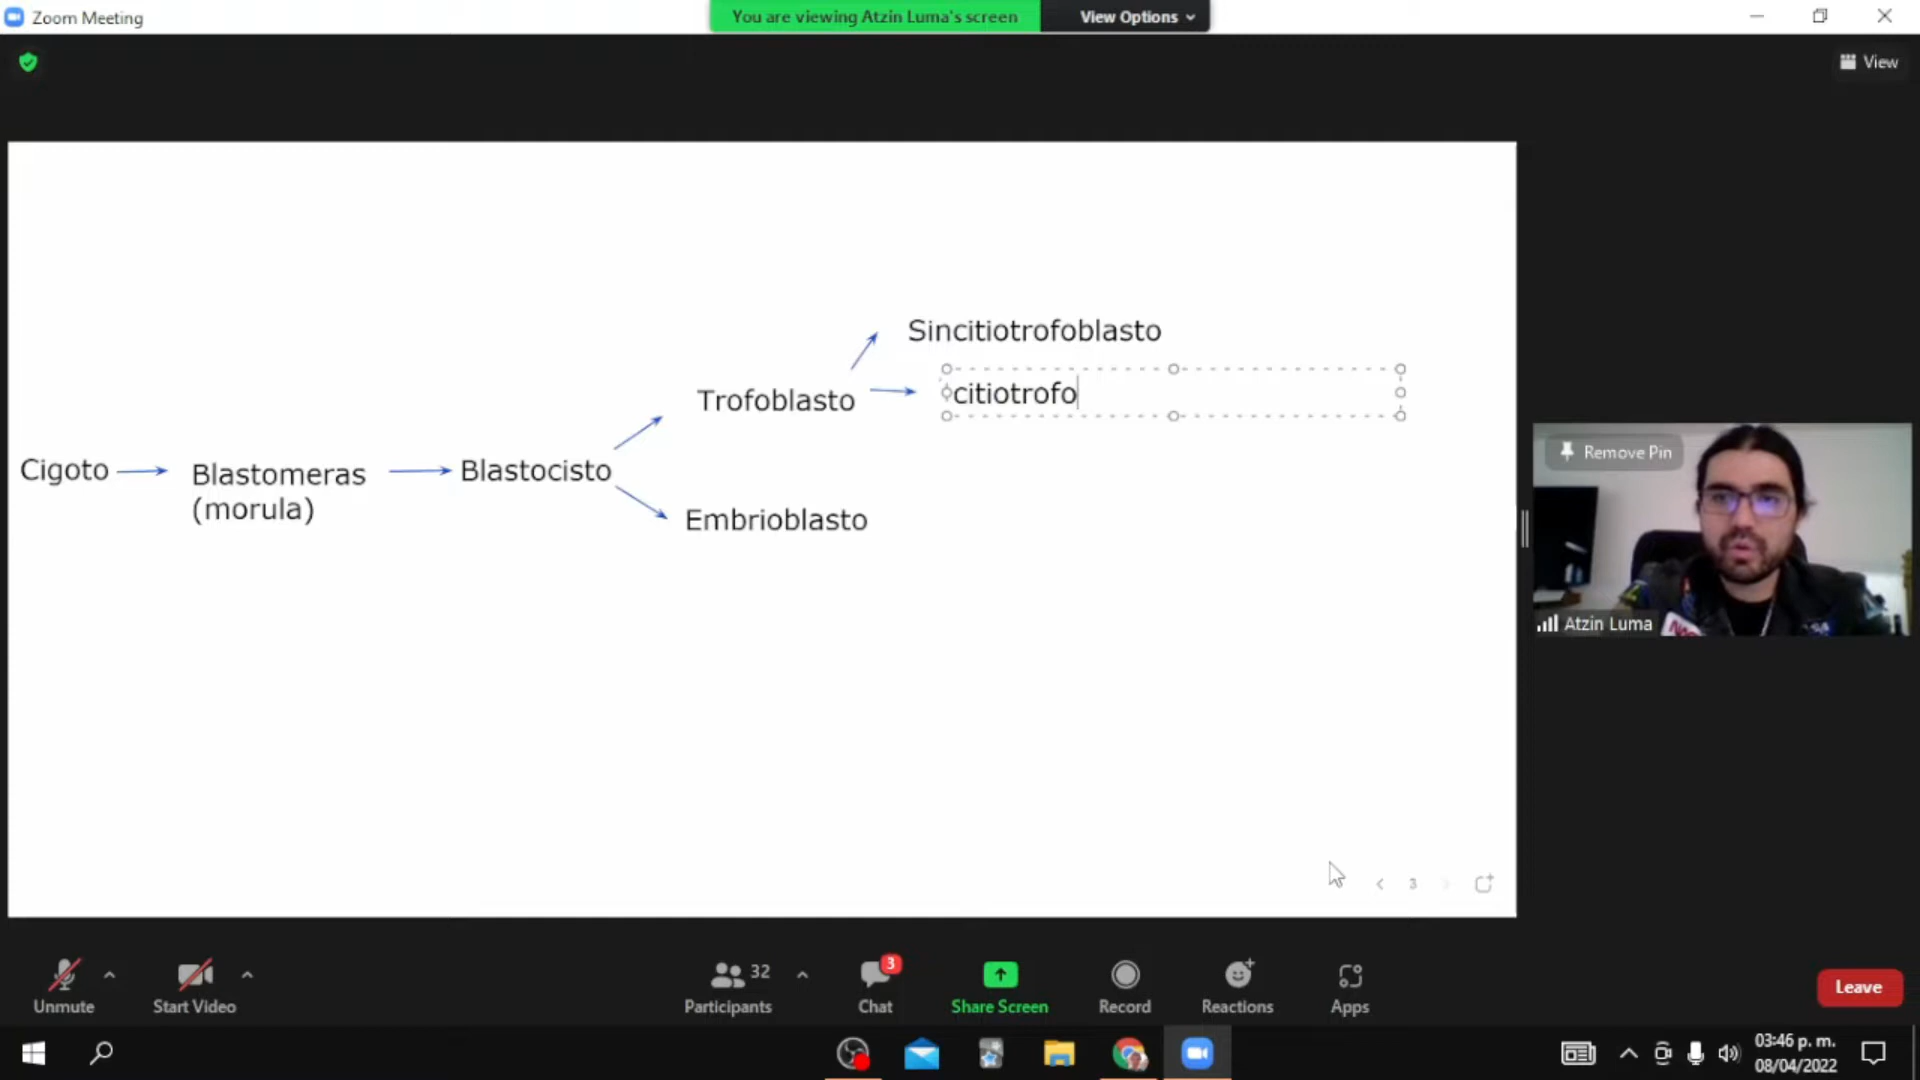 Zoom Meeting
You are viewing Atzin Luma's screen
View Options
View
Sincitiotrofoblasto
Trofoblasto
citiotrofo
Cigoto
Blastomeras
(morula)
Blastocisto
Embrioblasto
Remove Pin
Atzin Luma
3
Unmute
Start Video
32
Participants
3
Chat
Share Screen
Record
Reactions
Apps
Leave
03:46 p. m.
08/04/2022